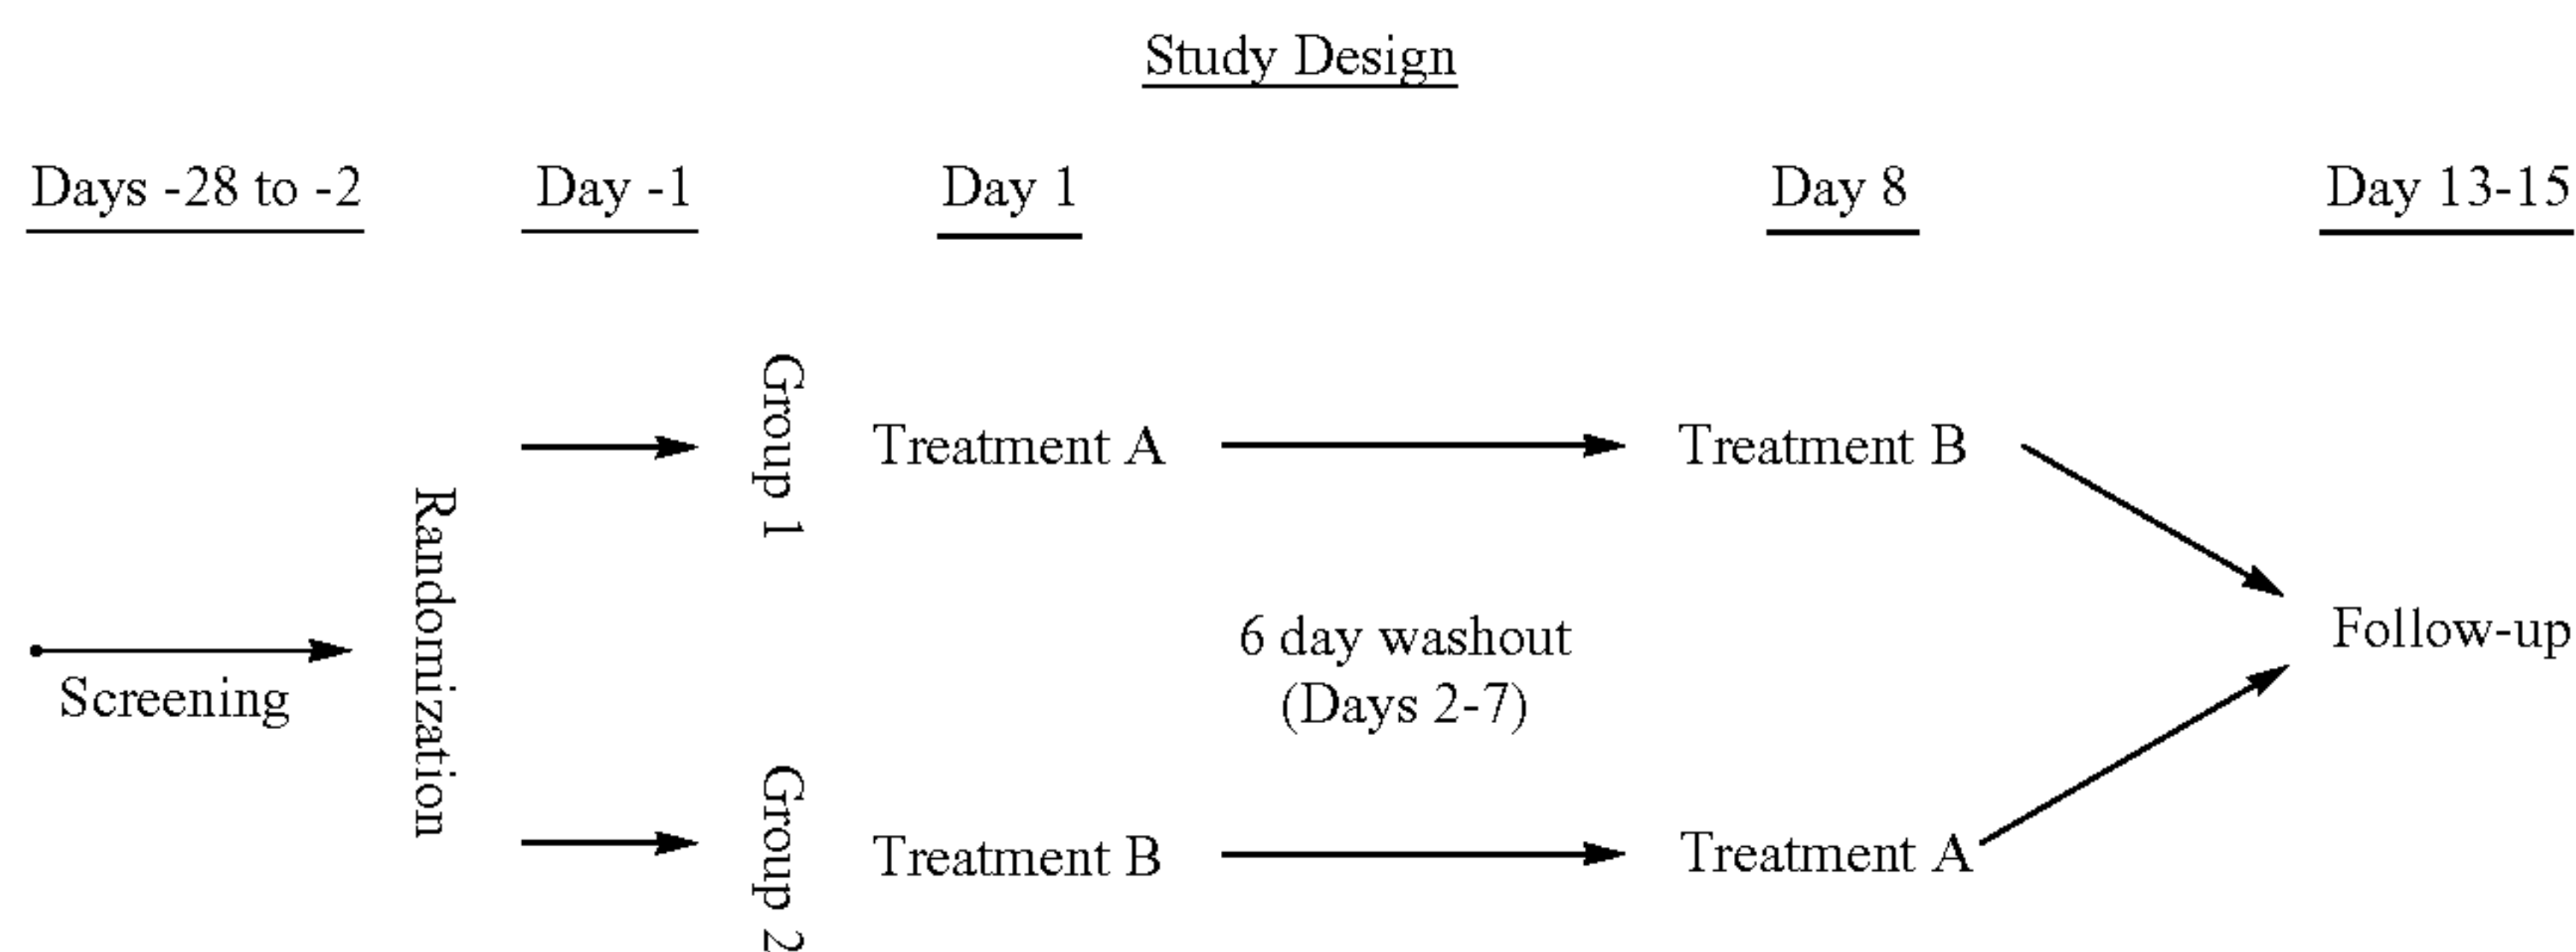 Study Design
Days -28 to -2
Day -1
Day 1
Day 8
Day 13-15
Screening
Randomization
Group 1
Treatment A
Treatment B
6 day washout
(Days 2-7)
Follow-up
Group 2
Treatment B
Treatment A